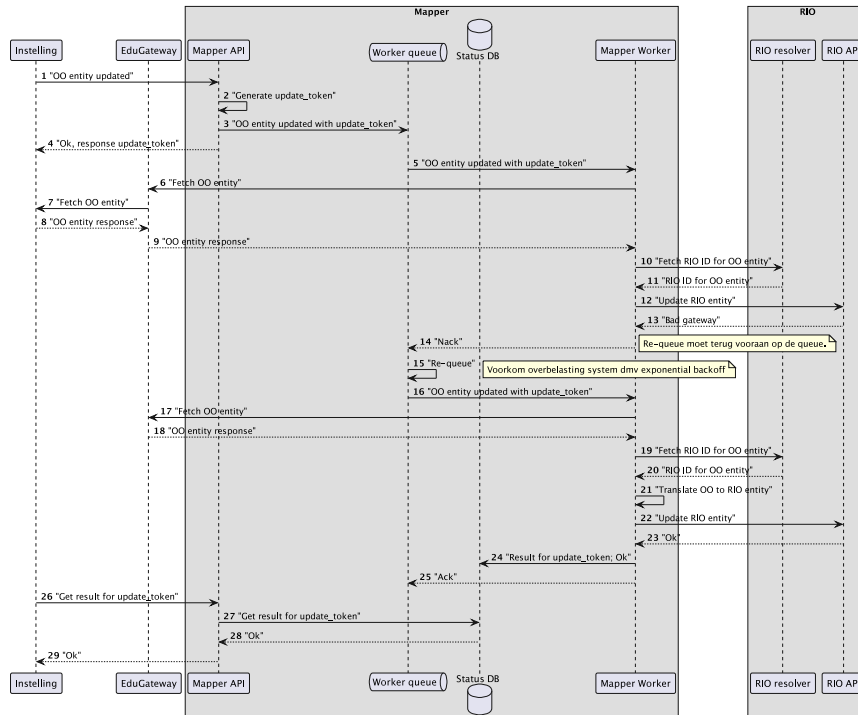 Mapper
RIO
Instelling
EduGateway
Mapper API
Worker queue
Status DB
Mapper Worker
RIO resolver
RIO API
1 "OO entity updated"
2 "Generate update_token"
3 "OO entity updated with update_token"
4 "Ok, response update_token"
5 "OO entity updated with update_token"
6 "Fetch OO entity"
7 "Fetch OO entity"
8 "OO entity response"
9 "OO entity response"
10 "Fetch RIO ID for OO entity"
11 "RIO ID for OO entity"
12 "Update RIO entity"
13 "Bad gateway"
14 "Nack"
Re-queue moet terug vooraan op de queue.
15 "Re-queue"
Voorkom overbelasting system dmv exponential backoff
16 "OO entity updated with update_token"
17 "Fetch OO entity"
18 "OO entity response"
19 "Fetch RIO ID for OO entity"
20 "RIO ID for OO entity"
21 "Translate OO to RIO entity"
22 "Update RIO entity"
23 "Ok"
24 "Result for update_token; Ok"
25 "Ack"
26 "Get result for update_token"
27 "Get result for update_token"
28 "Ok"
29 "Ok"
Instelling
EduGateway
Mapper API
Worker queue
Status DB
Mapper Worker
RIO resolver
RIO API